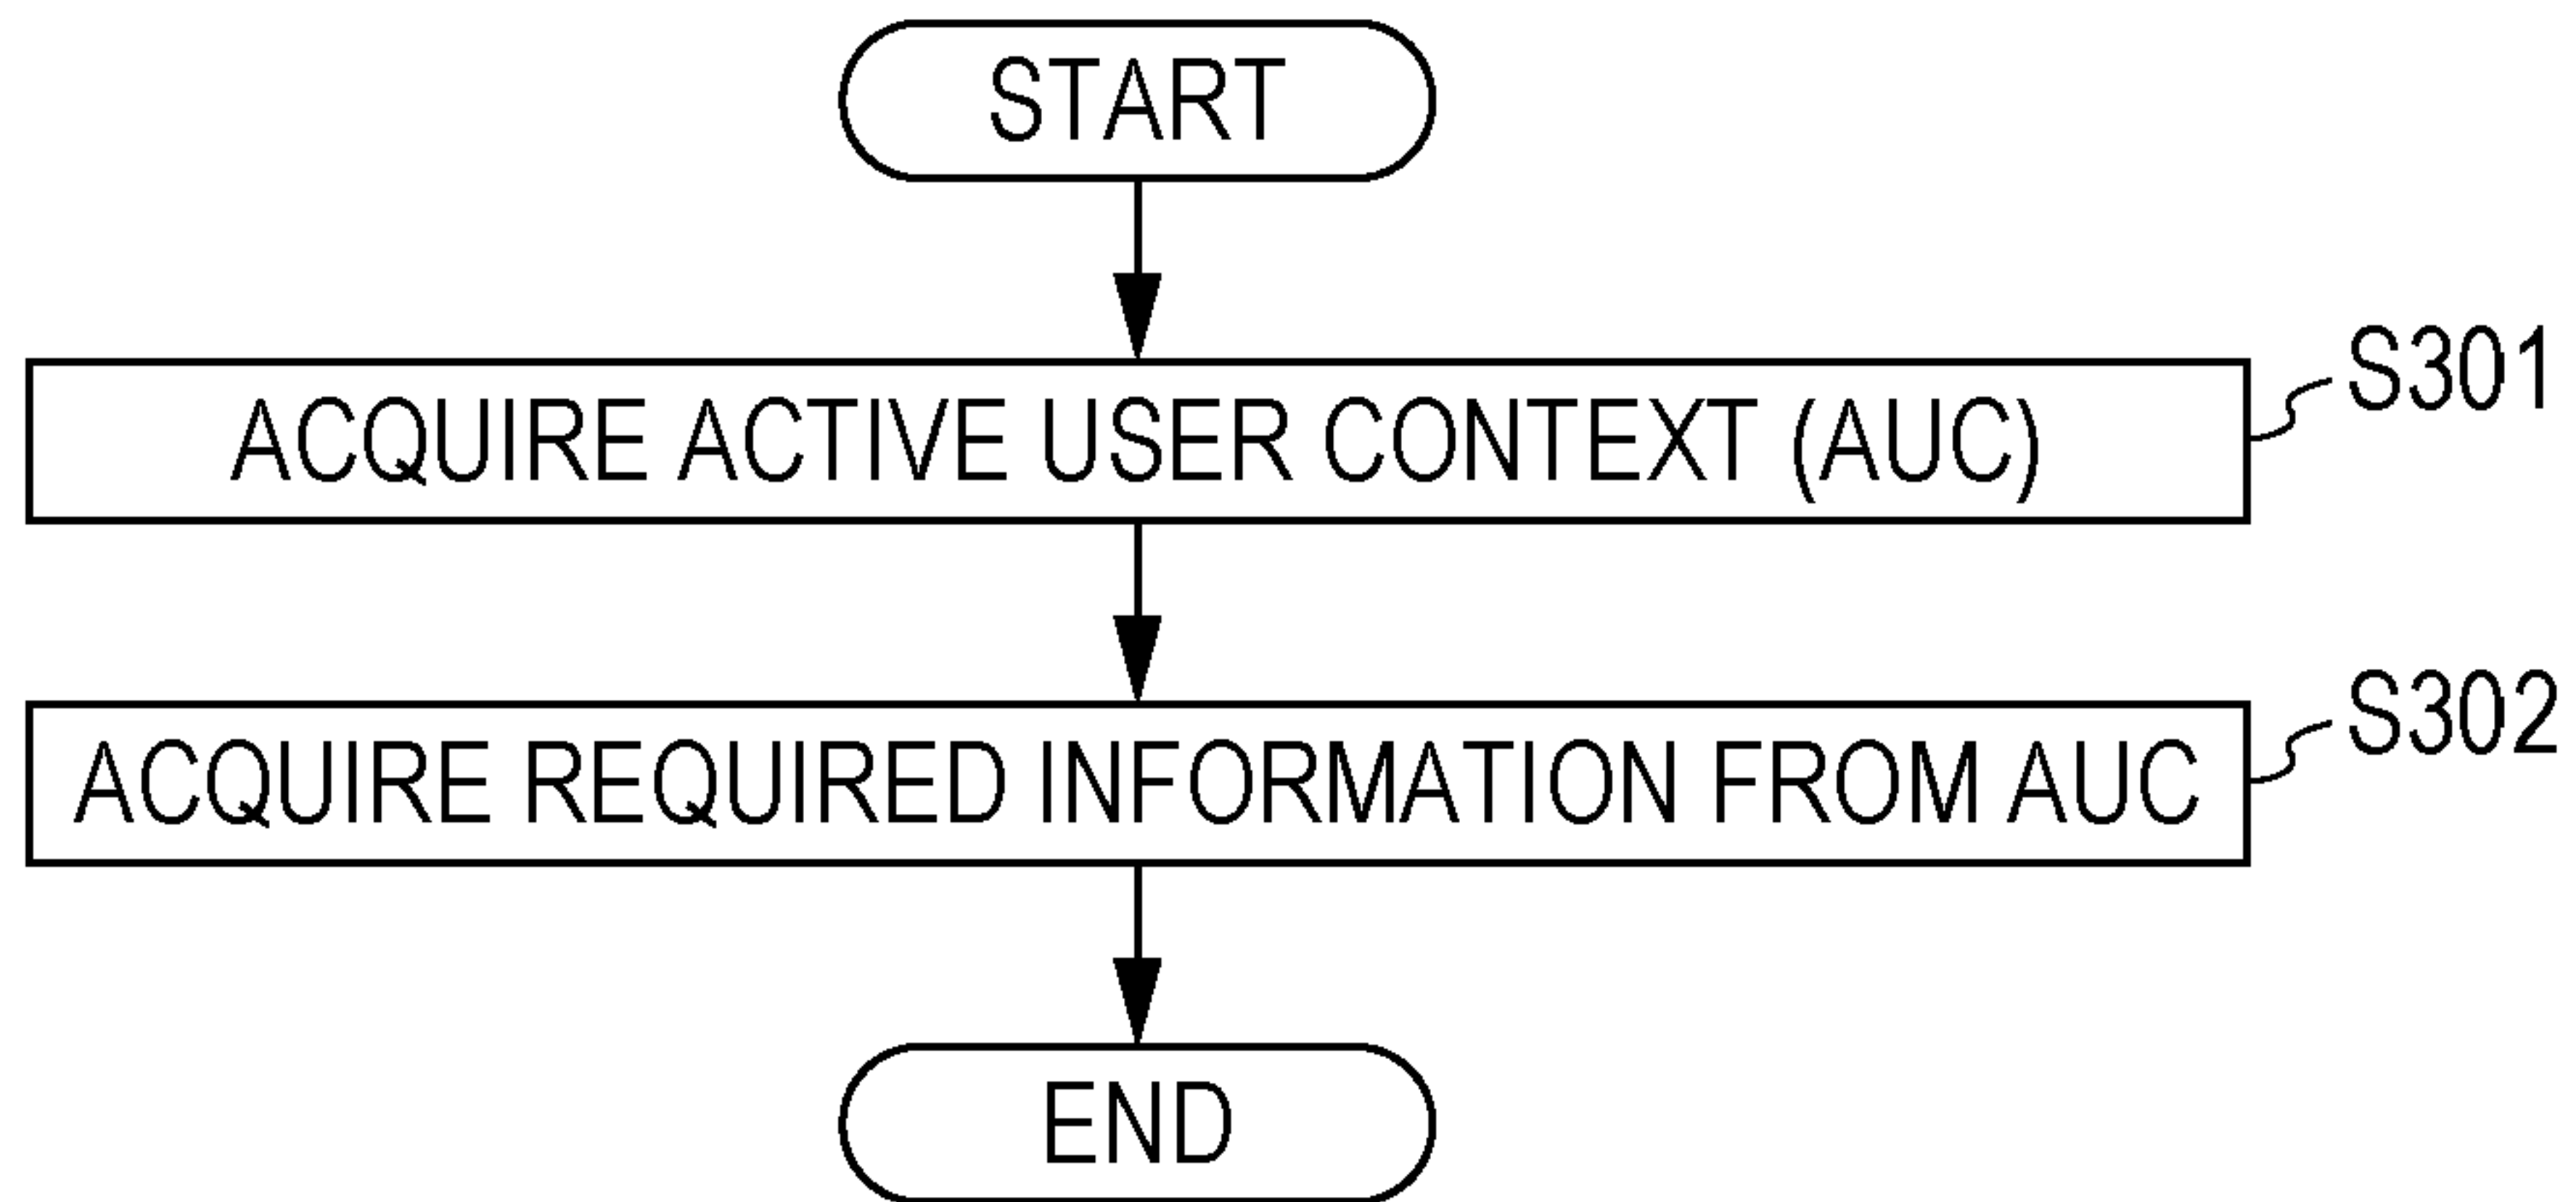 START
ACQUIRE ACTIVE USER CONTEXT (AUC)
S301
ACQUIRE REQUIRED INFORMATION FROM AUC
S302
END